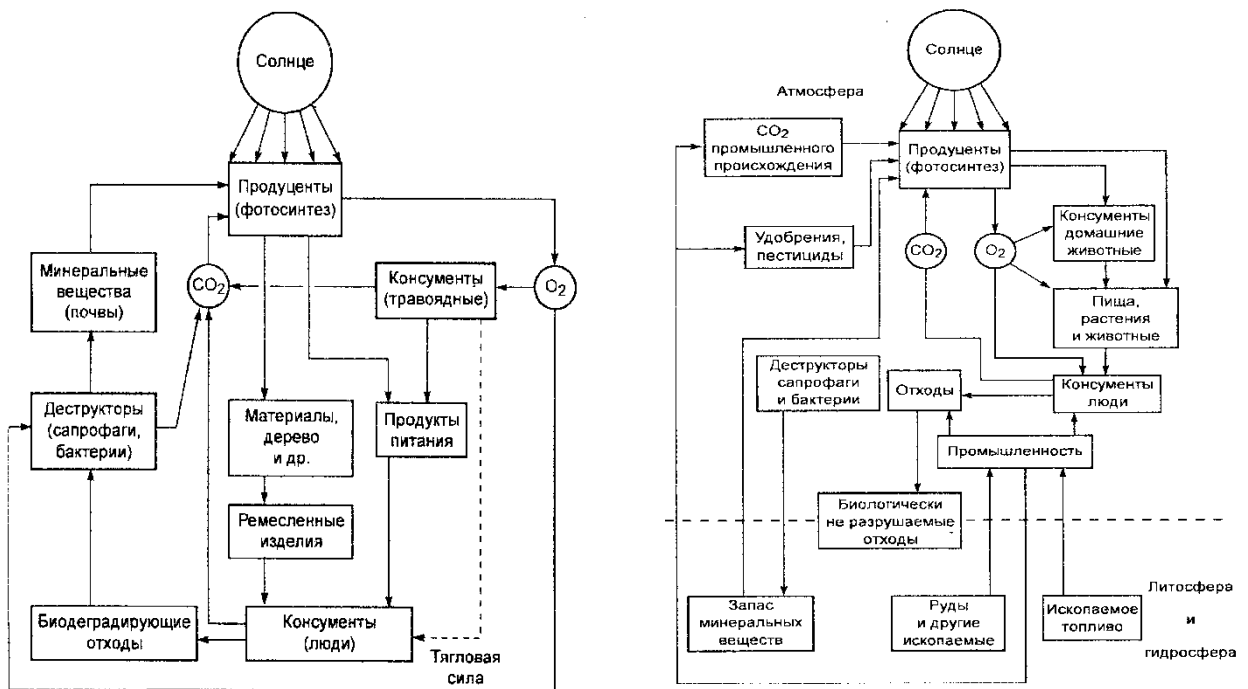 Солнце
Продуценты
(фотосинтез)
Минеральные
вещества
(почвы)
CO2
Консументы
(травоядные)
O2
Деструкторы
(сапрофаги,
бактерии)
Материалы,
дерево
и др.
Продукты
питания
Ремесленные
изделия
Биодеградирующие
отходы
Консументы
(люди)
Тягловая
сила
Солнце
Атмосфера
CO2
промышленного
происхождения
Продуценты
(фотосинтез)
Удобрения,
пестициды
CO2
O2
Консументы
домашние
животные
Пища,
растения
и животные
Деструкторы
сапрофаги
и бактерии
Отходы
Консументы
люди
Промышленность
Биологически
не разрушаемые
отходы
Запас
минеральных
веществ
Руды
и другие
ископаемые
Ископаемое
топливо
Литосфера
и
гидросфера